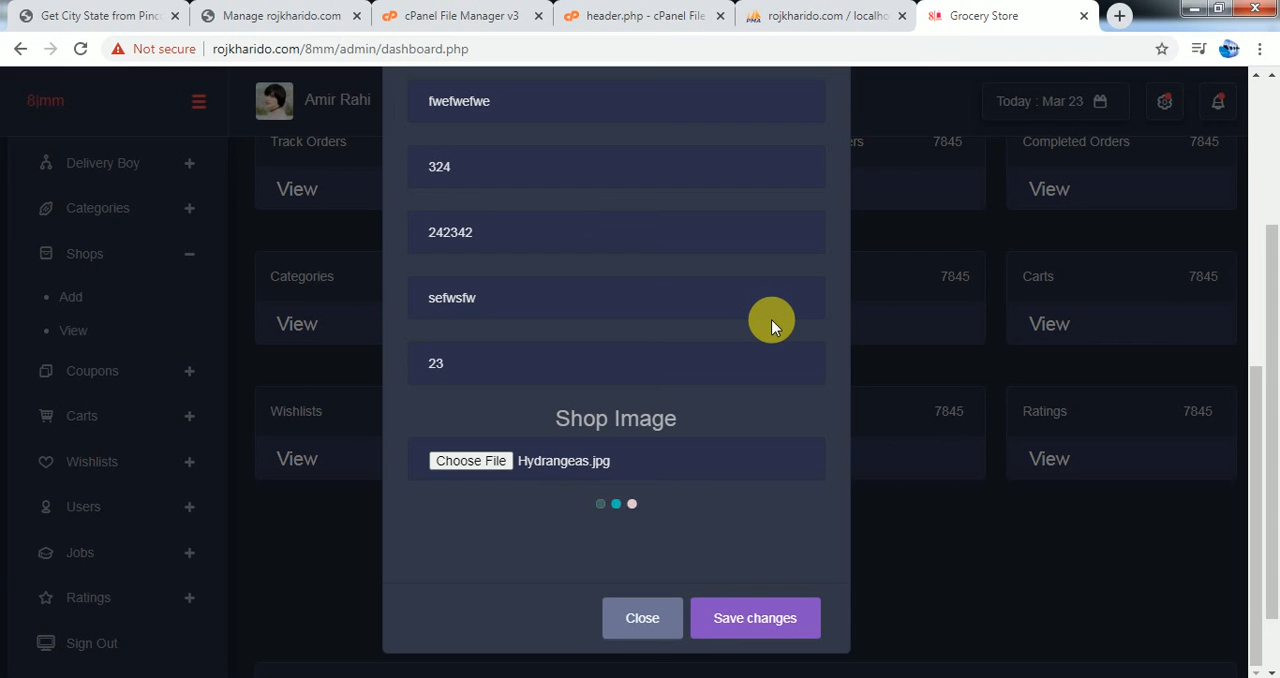 Get City State from Pinco
Manage rojkharido.com
cPanel File Manager v3
header.php - cPanel File
rojkharido.com / localho
Grocery Store
Not secure
rojkharido.com/8mm/admin/dashboard.php
8|mm
Amir Rahi
Today : Mar 23
Delivery Boy
Categories
Shops
Add
View
Coupons
Carts
Wishlists
Users
Jobs
Ratings
Sign Out
Track Orders
View
7845
Completed Orders 7845
View
Categories
View
7845
Carts 7845
View
Wishlists
View
7845
Ratings 7845
View
fwefwefwe
324
242342
sefwsfw
23
Shop Image
Choose File Hydrangeas.jpg
Close
Save changes